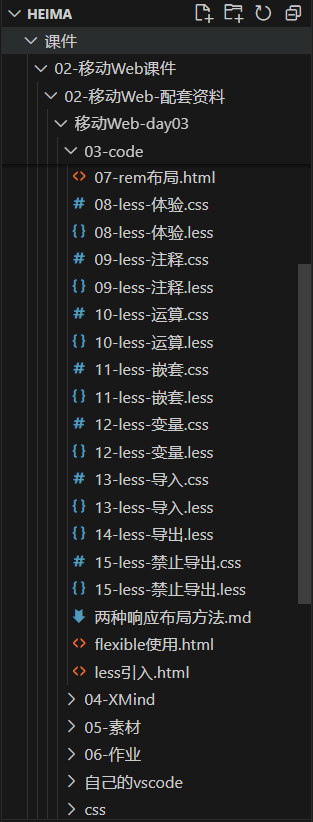 HEIMA
课件
02-移动Web课件
02-移动Web-配套资料
移动Web-day03
03-code
07-rem布局.html
08-less-体验.css
08-less-体验.less
09-less-注释.css
09-less-注释.less
10-less-运算.css
10-less-运算.less
11-less-嵌套.css
11-less-嵌套.less
12-less-变量.css
12-less-变量.less
13-less-导入.css
13-less-导入.less
14-less-导出.less
15-less-禁止导出.css
15-less-禁止导出.less
两种响应布局方法.md
flexible使用.html
less引入.html
04-XMind
05-素材
06-作业
自己的vscode
css